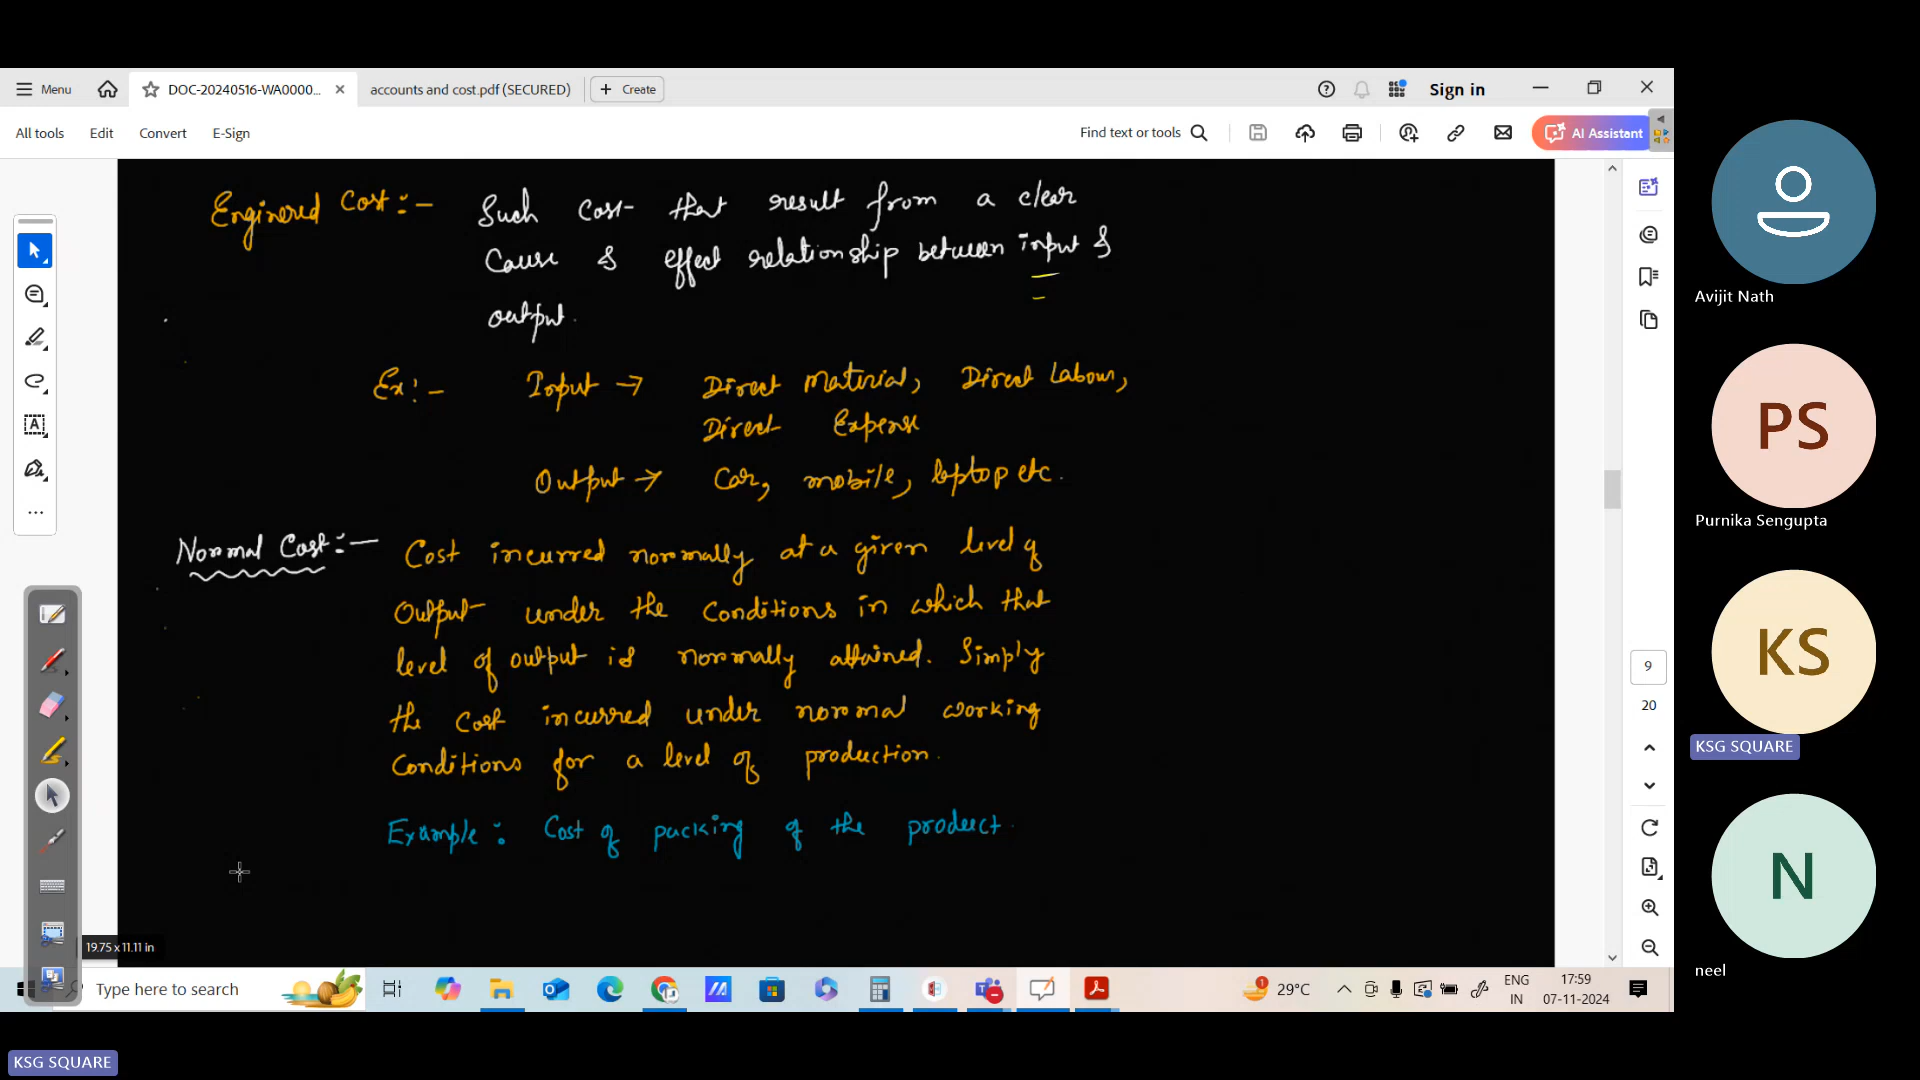 Menu
DOC-20240516-WA0000...
accounts and cost.pdf (SECURED)
Create
Sign in
All tools
Edit
Convert
E-Sign
Find text or tools
AI Assistant
Enginered Cost:- Such cost that result from a clear
Cause & effect relationship between input &
output.
Ex:- Input → Direct Material, Direct Labour,
Direct Expense
Output → Car, mobile, laptop etc.
Normal Cost:- Cost incurred normally at a given level of
Output under the conditions in which that
level of output is normally attained. Simply
the cost incurred under normal working
Conditions for a level of production.
Example: Cost of packing of the product.
9
20
19.75 x 11.11 in
Type here to search
29°C
ENG
IN
17:59
07-11-2024
Avijit Nath
PS
Purnika Sengupta
KS
KSG SQUARE
N
neel
KSG SQUARE